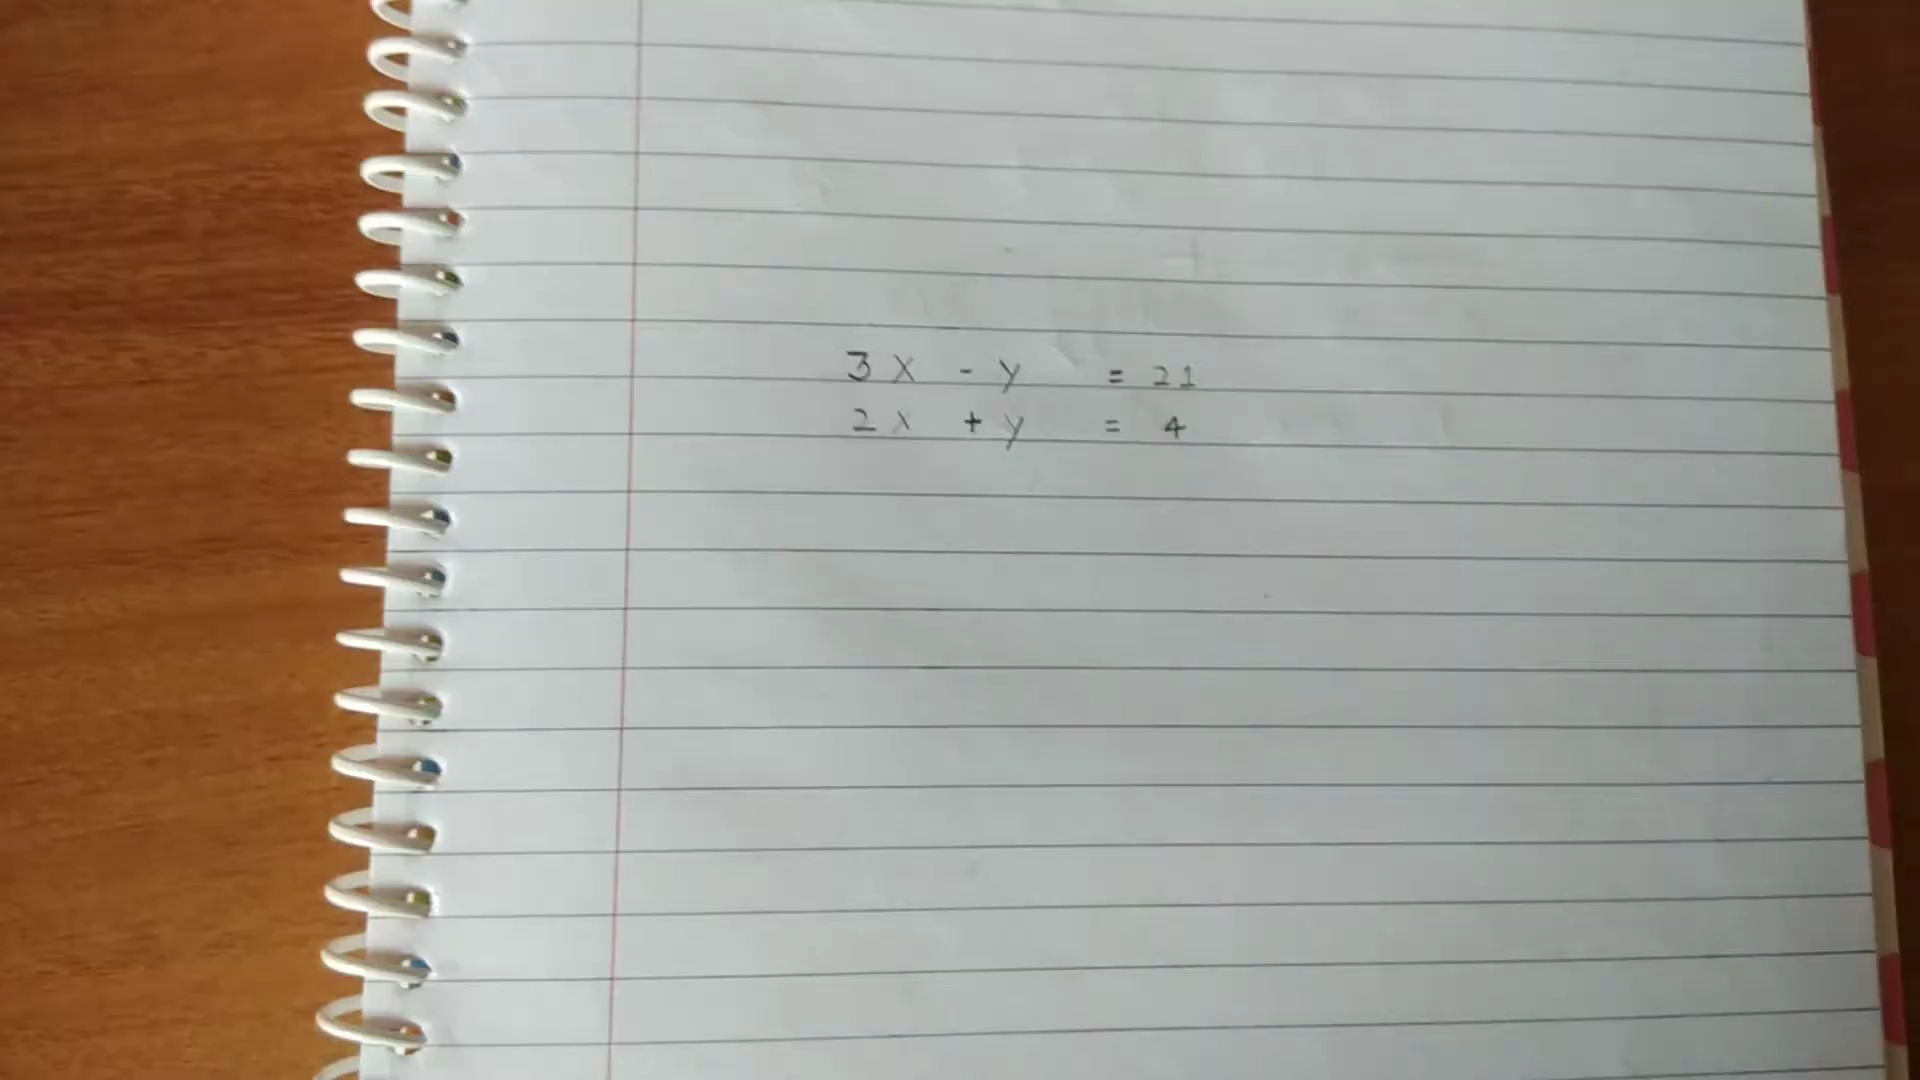 3x - y = 21
2x + y = 4